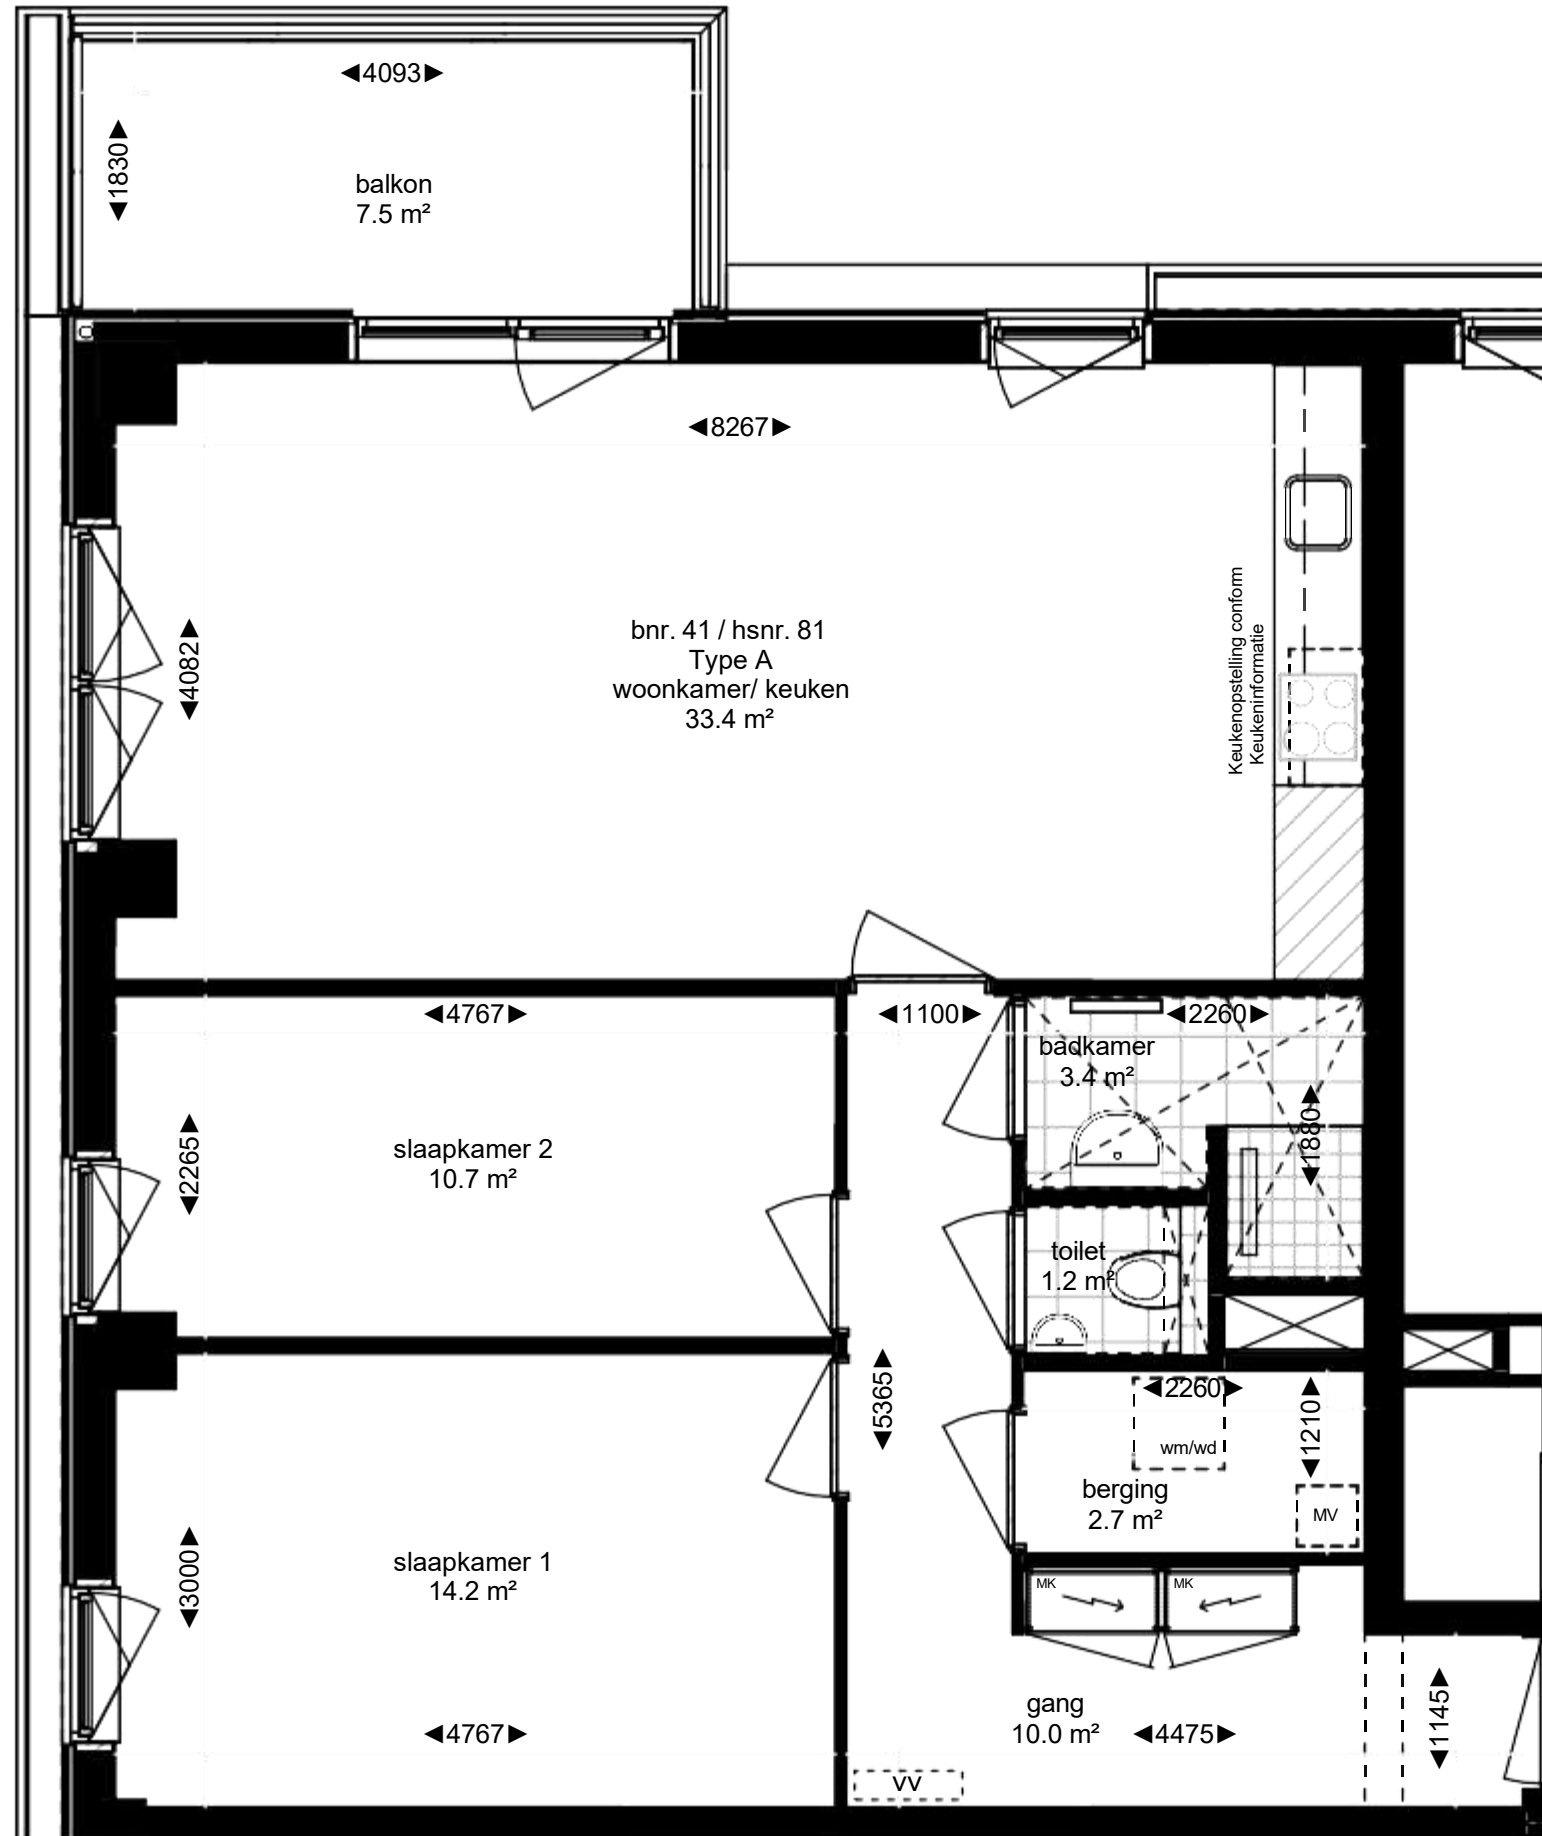 ◄4093►
◄1830►
balkon
7.5 m²
◄8267►
bnr. 41 / hsnr. 81
Type A
woonkamer/ keuken
33.4 m²
◄4082►
Keukenopstelling conform
Keukeninformatie
◄4767►
◄1100►
◄2260►
badkamer
3.4 m²
◄1880►
◄2265►
slaapkamer 2
10.7 m²
toilet
1.2 m²
◄5365►
◄2260►
◄1210►
wm/wd
berging
2.7 m²
MV
◄3000►
slaapkamer 1
14.2 m²
MK
MK
gang
10.0 m²
◄4475►
◄1145►
◄4767►
VV